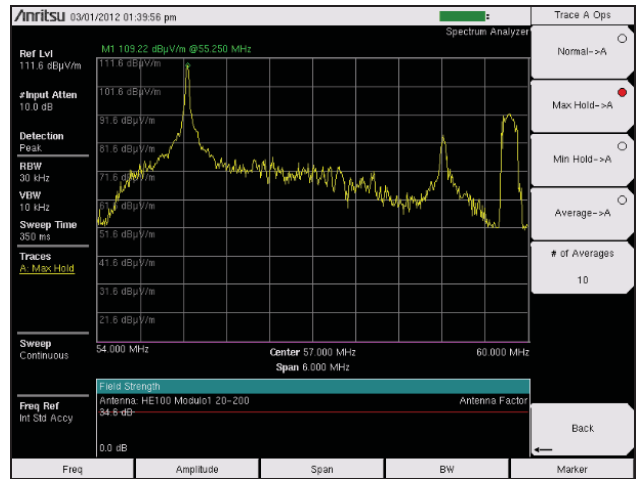 Anritsu 03/01/2012 01:39:56 pm
Trace A Ops
Spectrum Analyzer
M1 109.22 dBµV/m @55.250 MHz
Ref Lvl
111.6 dBµV/m
#Input Atten
10.0 dB
Detection
Peak
RBW
30 kHz
VBW
10 kHz
Sweep Time
350 ms
Traces
A: Max Hold
Sweep
Continuous
Freq Ref
Int Std Accy
111.6 dBµV/m
101.6 dBµV/m
91.6 dBµV/m
81.6 dBµV/m
71.6 dBµV/m
61.6 dBµV/m
51.6 dBµV/m
41.6 dBµV/m
31.6 dBµV/m
21.6 dBµV/m
54.000 MHz
Center 57.000 MHz
60.000 MHz
Span 6.000 MHz
Field Strength
Antenna: HE100 Modulo1 20-200
Antenna Factor
34.6 dB
0.0 dB
Normal->A
Max Hold->A
Min Hold->A
Average->A
# of Averages
10
Back
Freq
Amplitude
Span
BW
Marker